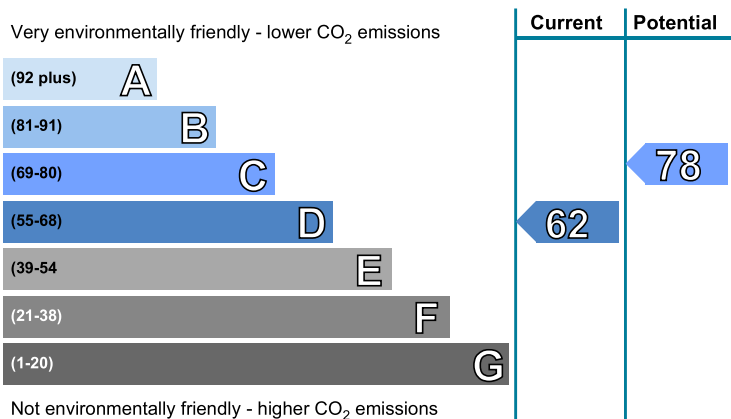 Current Potential
Very environmentally friendly - lower CO2 emissions
(92 plus) A
(81-91) B
(69-80) C
78
(55-68) D
62
(39-54 E
(21-38) F
(1-20) G
Not environmentally friendly - higher CO2 emissions